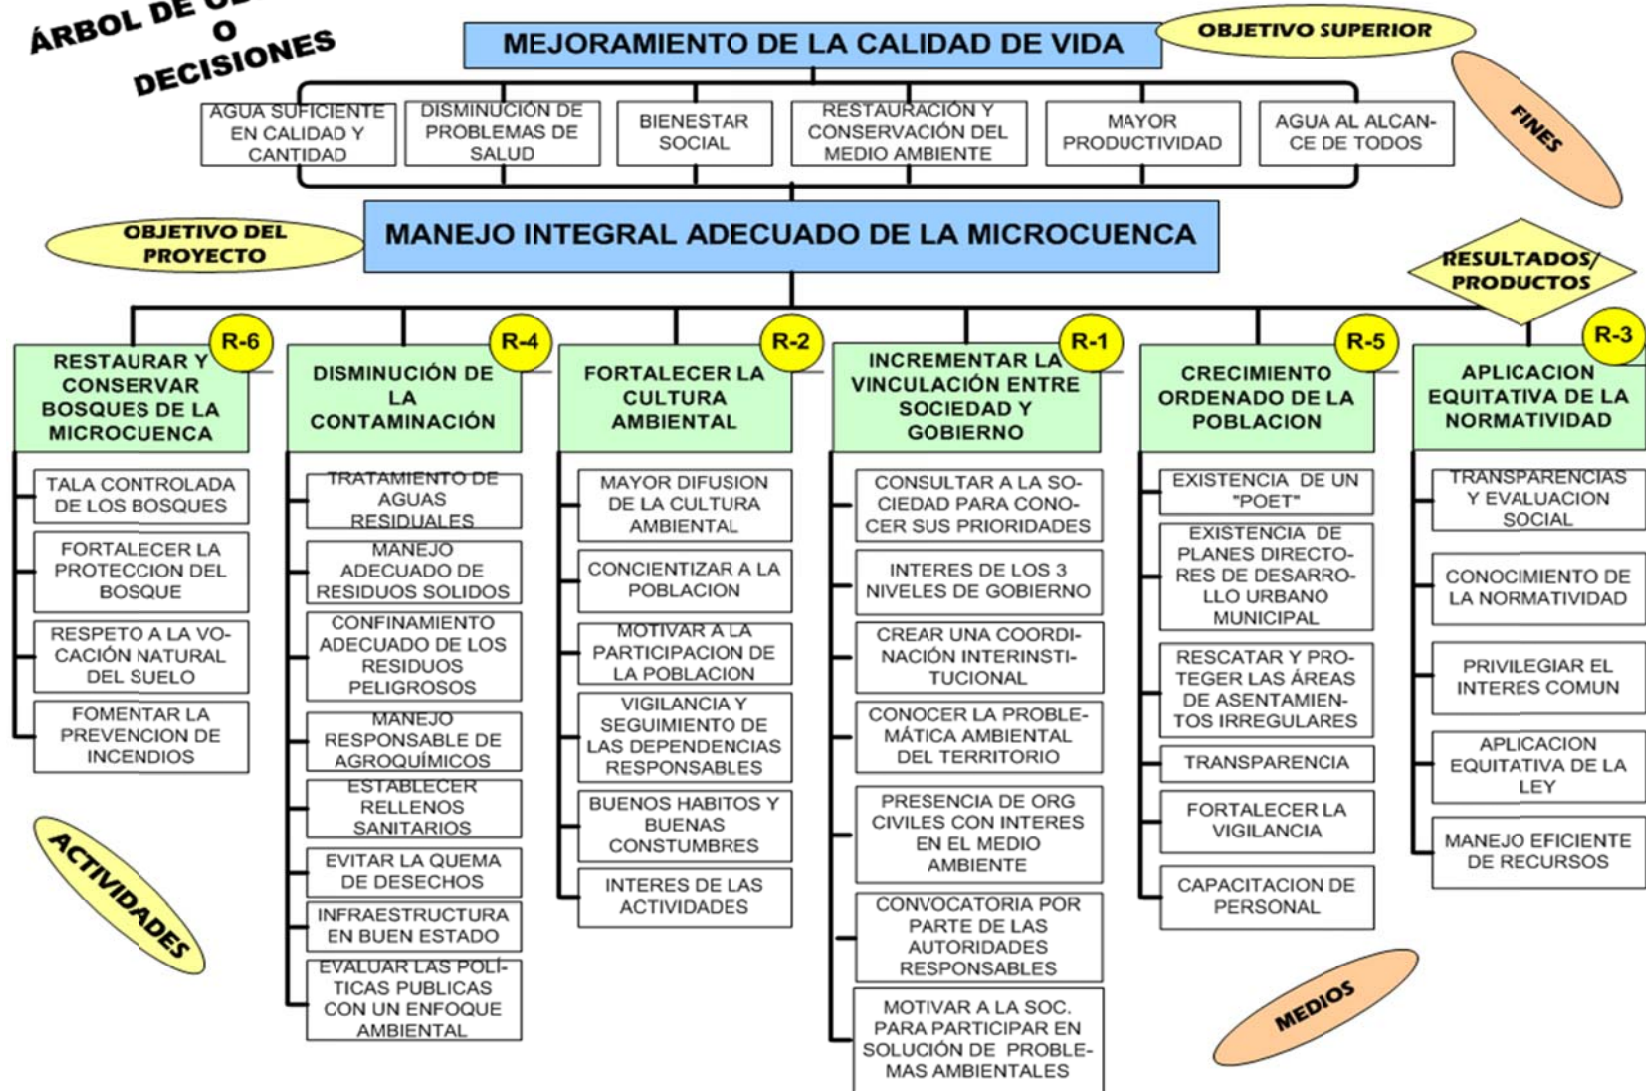 ÁRBOL DE
O
DECISIONES
MEJORAMIENTO DE LA CALIDAD DE VIDA
OBJETIVO SUPERIOR
AGUA SUFICIENTE
EN CALIDAD Y
CANTIDAD
DISMINUCIÓN DE
PROBLEMAS DE
SALUD
BIENESTAR
SOCIAL
RESTAURACIÓN Y
CONSERVACIÓN DEL
MEDIO AMBIENTE
MAYOR
PRODUCTIVIDAD
AGUA AL ALCAN-
CE DE TODOS
FINES
OBJETIVO DEL
PROYECTO
MANEJO INTEGRAL ADECUADO DE LA MICROCUENCA
RESULTADOS/
PRODUCTOS
R-6
RESTAURAR Y
CONSERVAR
BOSQUES DE LA
MICROCUENCA
TALA CONTROLADA
DE LOS BOSQUES
FORTALECER LA
PROTECCION DEL
BOSQUE
RESPETO A LA VO-
CACIÓN NATURAL
DEL SUELO
FOMENTAR LA
PREVENCION DE
INCENDIOS
R-4
DISMINUCIÓN DE
LA
CONTAMINACIÓN
TRATAMIENTO DE
AGUAS
RESIDUALES
MANEJO
ADECUADO DE
RESIDUOS SOLIDOS
CONFINAMIENTO
ADECUADO DE LOS
RESIDUOS
PELIGROSOS
MANEJO
RESPONSABLE DE
AGROQUÍMICOS
ESTABLECER
RELLENOS
SANITARIOS
EVITAR LA QUEMA
DE DESECHOS
INFRAESTRUCTURA
EN BUEN ESTADO
EVALUAR LAS POLÍ-
TICAS PUBLICAS
CON UN ENFOQUE
AMBIENTAL
R-2
FORTALECER LA
CULTURA
AMBIENTAL
MAYOR DIFUSION
DE LA CULTURA
AMBIENTAL
CONCIENTIZAR A LA
POBLACION
MOTIVAR A LA
PARTICIPACION DE
LA POBLACION
VIGILANCIA Y
SEGUIMIENTO DE
LAS DEPENDENCIAS
RESPONSABLES
BUENOS HABITOS Y
BUENAS
CONSTUMBRES
INTERES DE LAS
ACTIVIDADES
R-1
INCREMENTAR LA
VINCULACIÓN ENTRE
SOCIEDAD Y
GOBIERNO
CONSULTAR A LA SO-
CIEDAD PARA CONO-
CER SUS PRIORIDADES
INTERES DE LOS 3
NIVELES DE GOBIERNO
CREAR UNA COORDI-
NACIÓN INTERINSTI-
TUCIONAL
CONOCER LA PROBLE-
MÁTICA AMBIENTAL
DEL TERRITORIO
PRESENCIA DE ORG
CIVILES CON INTERES
EN EL MEDIO
AMBIENTE
CONVOCATORIA POR
PARTE DE LAS
AUTORIDADES
RESPONSABLES
MOTIVAR A LA SOC.
PARA PARTICIPAR EN
SOLUCIÓN DE PROBLE-
MAS AMBIENTALES
R-5
CRECIMIENTO
ORDENADO DE LA
POBLACION
EXISTENCIA DE UN
"POET"
EXISTENCIA DE
PLANES DIRECTO-
RES DE DESARRO-
LLO URBANO
MUNICIPAL
RESCATAR Y PRO-
TEGER LAS ÁREAS
DE ASENTAMIEN-
TOS IRREGULARES
TRANSPARENCIA
FORTALECER LA
VIGILANCIA
CAPACITACION DE
PERSONAL
R-3
APLICACION
EQUITATIVA DE LA
NORMATIVIDAD
TRANSPARENCIAS
Y EVALUACION
SOCIAL
CONOCIMIENTO DE
LA NORMATIVIDAD
PRIVILEGIAR EL
INTERES COMUN
APLICACION
EQUITATIVA DE LA
LEY
MANEJO EFICIENTE
DE RECURSOS
ACTIVIDADES
MEDIOS